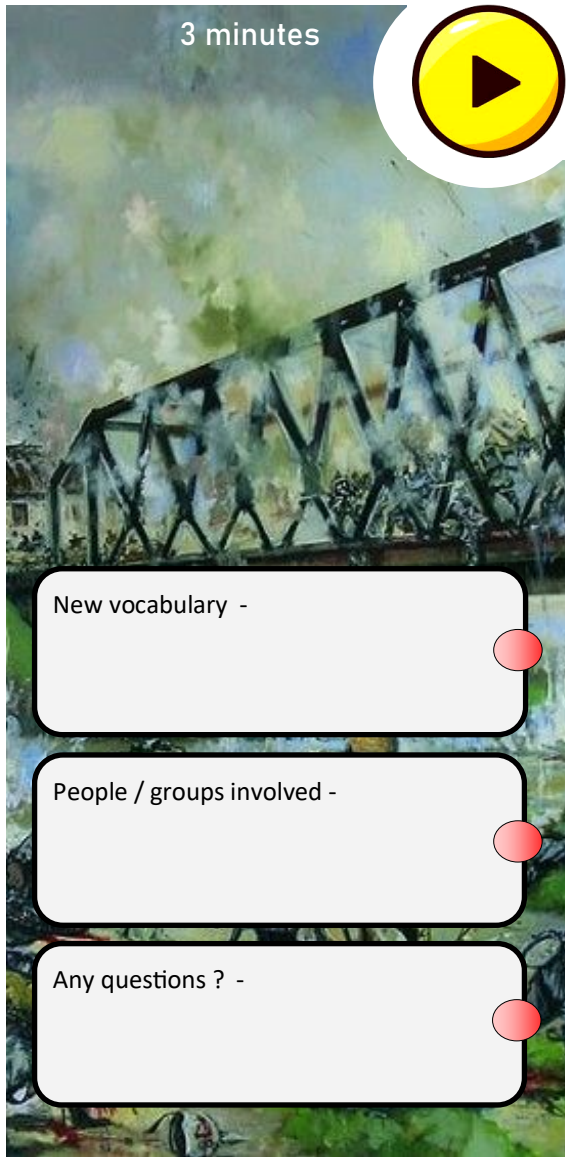 3 minutes
New vocabulary -
People / groups involved -
Any questions ? -